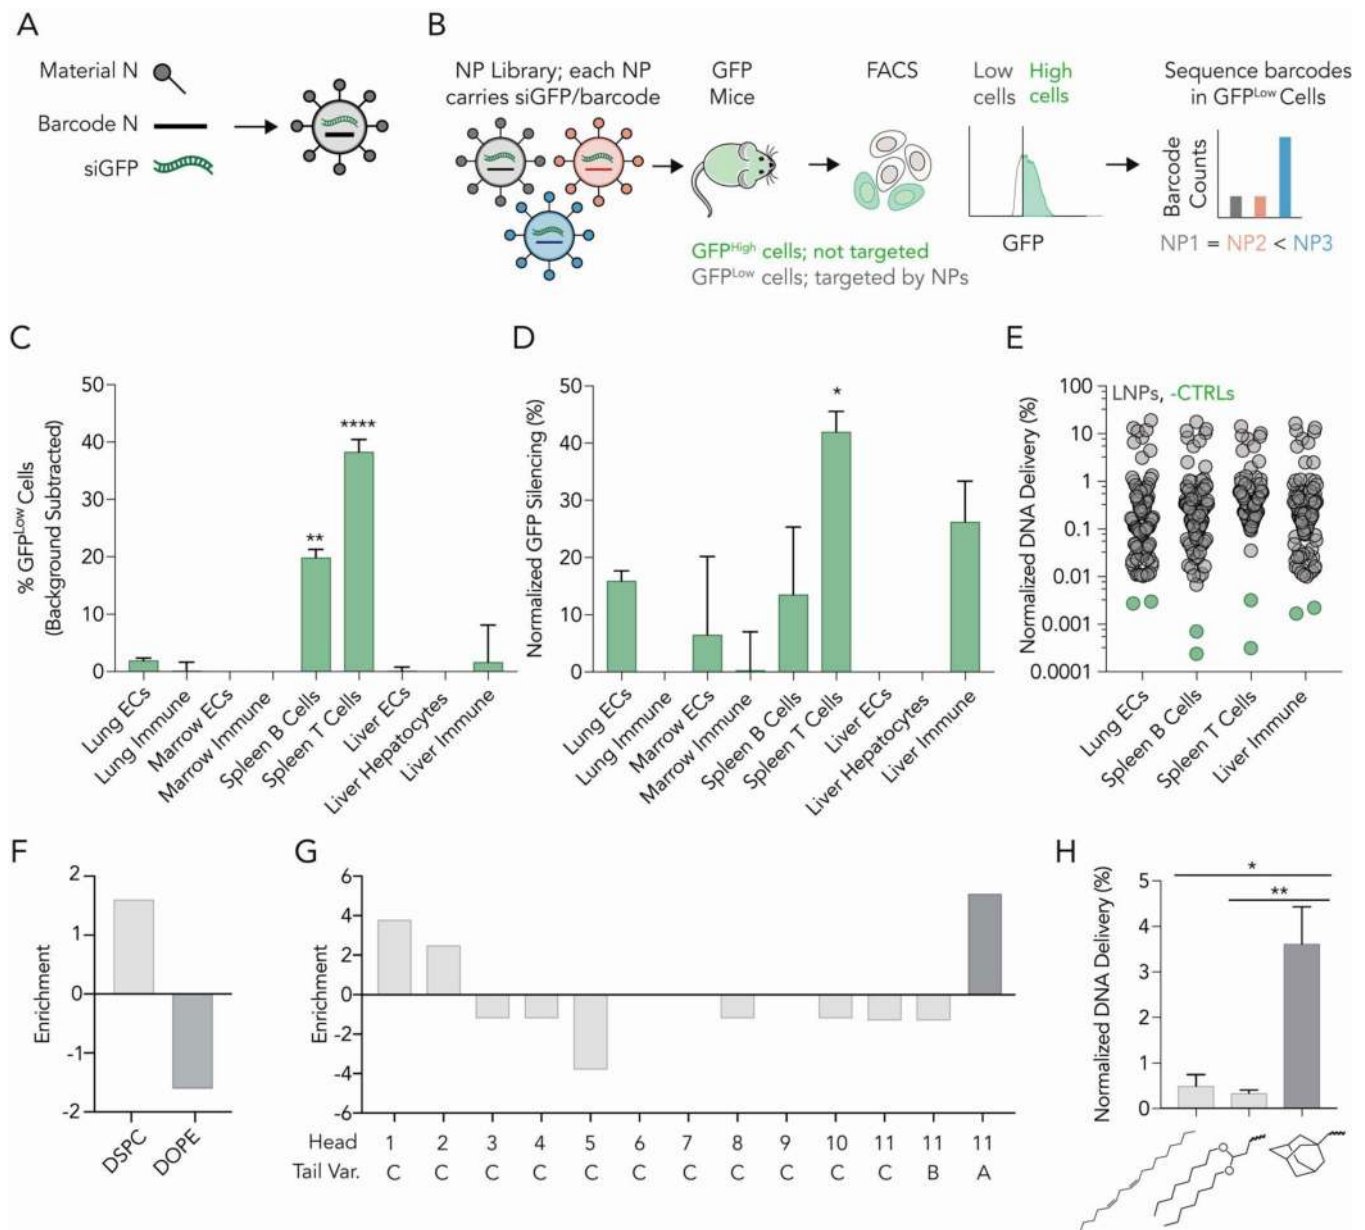 A
Material N
Barcode N
siGFP
B
NP Library; each NP
carries siGFP/barcode
GFP
Mice
FACS
Low
cells
High
cells
Sequence barcodes
in GFPLow Cells
GFPHigh cells; not targeted
GFPLow cells; targeted by NPs
GFP
Barcode
Counts
NP1 = NP2 < NP3
C
% GFPLow Cells
(Background Subtracted)
50
40
30
20
10
0
**
****
Lung ECs
Lung Immune
Marrow ECs
Marrow Immune
Spleen B Cells
Spleen T Cells
Liver ECs
Liver Hepatocytes
Liver Immune
D
Normalized GFP Silencing (%)
50
40
30
20
10
0
*
Lung ECs
Lung Immune
Marrow ECs
Marrow Immune
Spleen B Cells
Spleen T Cells
Liver ECs
Liver Hepatocytes
Liver Immune
E
Normalized DNA Delivery (%)
100
10
1
0.1
0.01
0.001
0.0001
LNPs, -CTRLs
Lung ECs
Spleen B Cells
Spleen T Cells
Liver Immune
F
Enrichment
2
1
0
-1
-2
DSPC
DOPE
G
Enrichment
6
4
2
0
-2
-4
-6
Head 1 2 3 4 5 6 7 8 9 10 11 11 11
Tail Var. C C C C C C C C C C C B A
H
Normalized DNA Delivery (%)
5
4
3
2
1
0
*
**